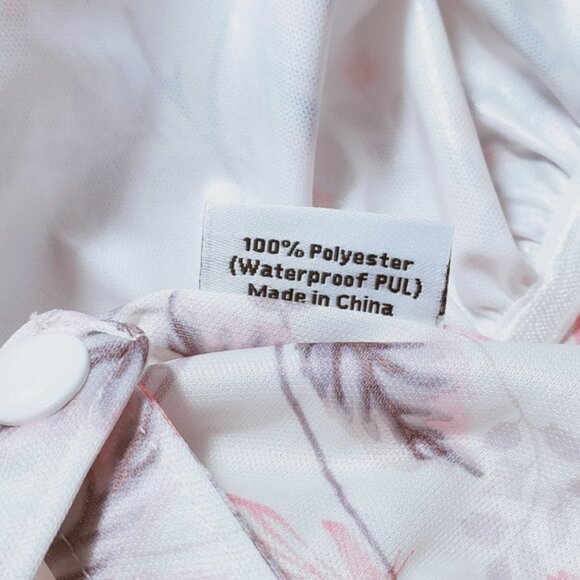 100% Polyester
(Waterproof PUL)
Made in China